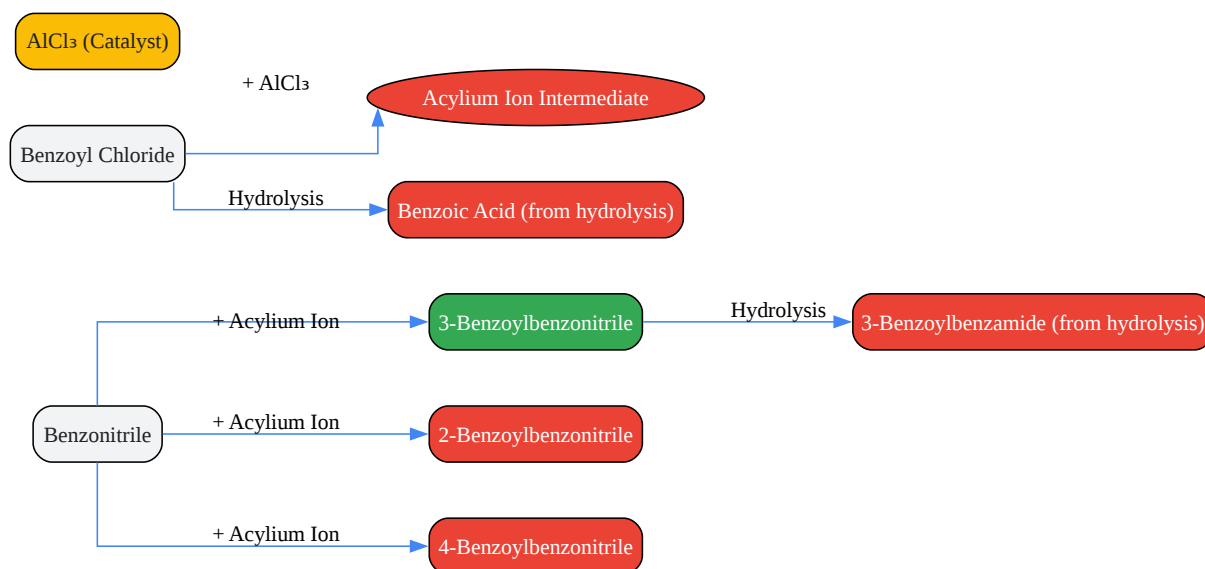 AlCl₃ (Catalyst)
+ AlCl₃
Acylium Ion Intermediate
Benzoyl Chloride
Hydrolysis
Benzoic Acid (from hydrolysis)
+ Acylium Ion
3-Benzoylbenzonitrile
Hydrolysis
3-Benzoylbenzamide (from hydrolysis)
Benzonitrile
+ Acylium Ion
2-Benzoylbenzonitrile
+ Acylium Ion
4-Benzoylbenzonitrile